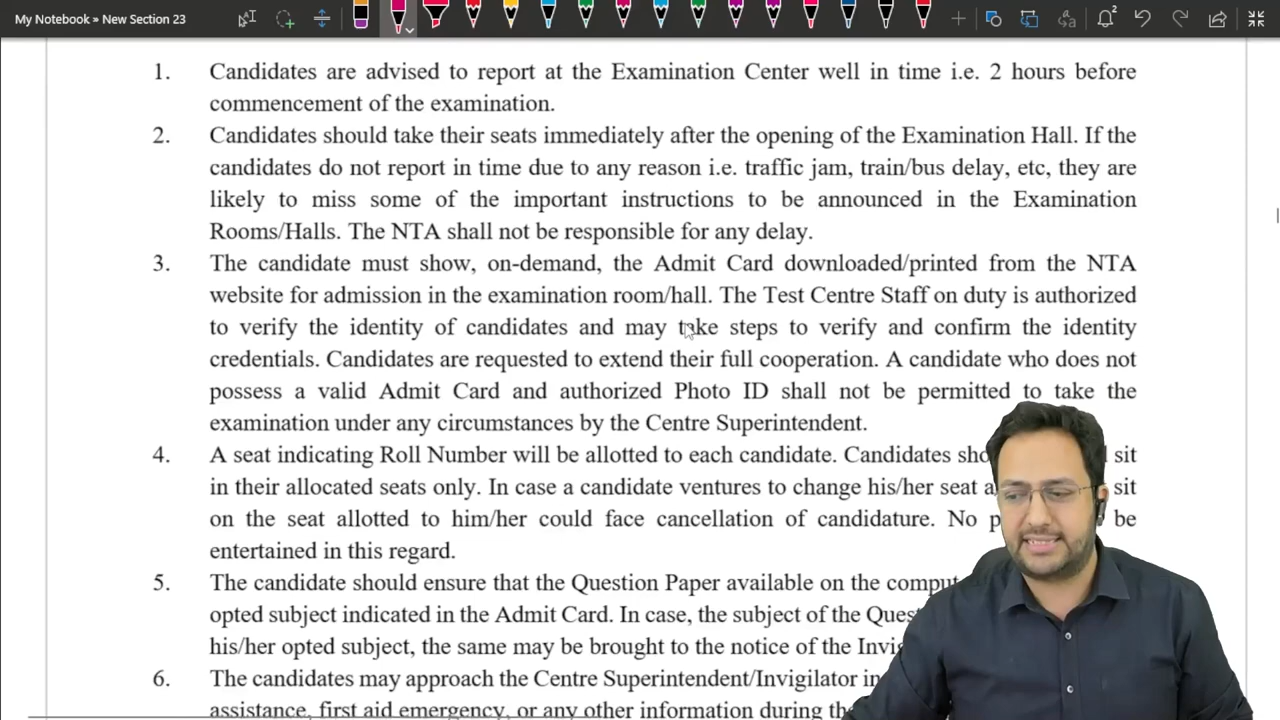 My Notebook » New Section 23
2
1. Candidates are advised to report at the Examination Center well in time i.e. 2 hours before
commencement of the examination.
2. Candidates should take their seats immediately after the opening of the Examination Hall. If the
candidates do not report in time due to any reason i.e. traffic jam, train/bus delay, etc, they are
likely to miss some of the important instructions to be announced in the Examination
Rooms/Halls. The NTA shall not be responsible for any delay.
3. The candidate must show, on-demand, the Admit Card downloaded/printed from the NTA
website for admission in the examination room/hall. The Test Centre Staff on duty is authorized
to verify the identity of candidates and may take steps to verify and confirm the identity
credentials. Candidates are requested to extend their full cooperation. A candidate who does not
possess a valid Admit Card and authorized Photo ID shall not be permitted to take the
examination under any circumstances by the Centre Superintendent.
4. A seat indicating Roll Number will be allotted to each candidate. Candidates sit
in their allocated seats only. In case a candidate ventures to change his/her seat sit
on the seat allotted to him/her could face cancellation of candidature. No be
entertained in this regard.
5. The candidate should ensure that the Question Paper available on the
opted subject indicated in the Admit Card. In case, the subject of the
his/her opted subject, the same may be brought to the notice of the
6. The candidates may approach the Centre Superintendent/Invigilator in
assistance, first aid emergency, or any other information during